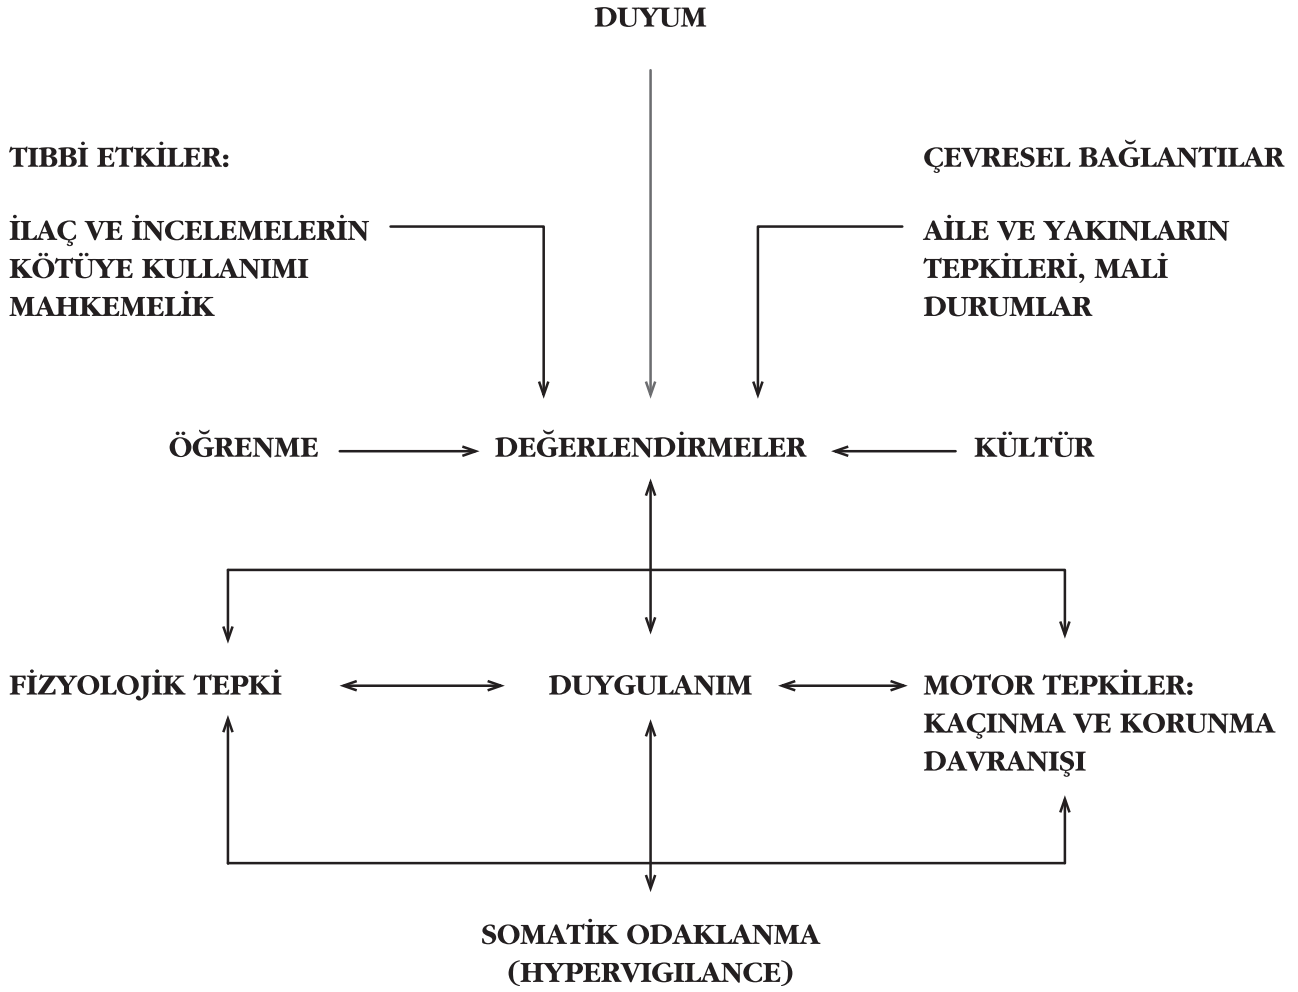 DUYUM
TIBBİ ETKİLER:
ÇEVRESEL BAĞLANTILAR
İLAÇ VE İNCELEMELERİN
KÖTÜYE KULLANIMI
MAHKEMELİK
AİLE VE YAKINLARIN
TEPKİLERİ, MALİ
DURUMLAR
ÖĞRENME
DEĞERLENDİRMELER
KÜLTÜR
FİZYOLOJİK TEPKİ
DUYGULANIM
MOTOR TEPKİLER:
KAÇINMA VE KORUNMA
DAVRANIŞI
SOMATİK ODAKLANMA
(HYPERVIGILANCE)